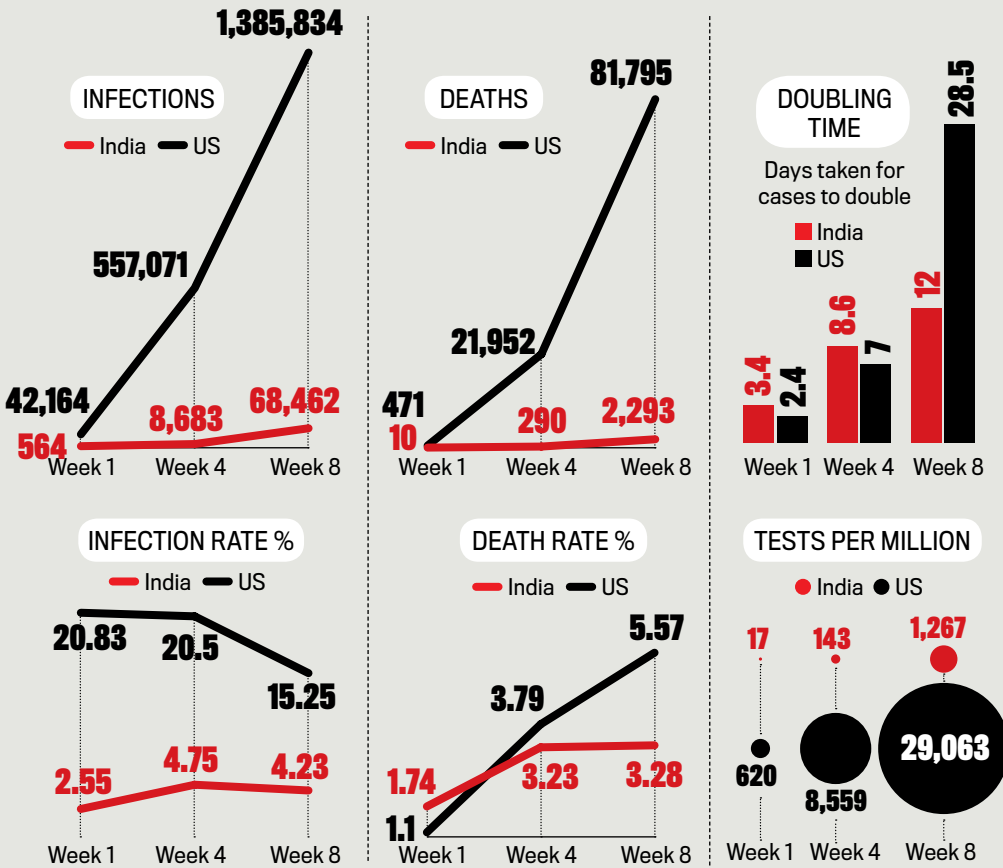 INFECTIONS
India US
1,385,834
557,071
42,164
564
8,683
68,462
Week 1 Week 4 Week 8
DEATHS
India US
81,795
21,952
471
10
290
2,293
Week 1 Week 4 Week 8
DOUBLING
TIME
Days taken for
cases to double
India
US
3.4
2.4
8.6
7
12
28.5
Week 1 Week 4 Week 8
INFECTION RATE %
India US
20.83
20.5
15.25
2.55
4.75
4.23
Week 1 Week 4 Week 8
DEATH RATE %
India US
5.57
3.79
1.74
1.1
3.23
3.28
Week 1 Week 4 Week 8
TESTS PER MILLION
India US
17
143
1,267
620
8,559
29,063
Week 1 Week 4 Week 8